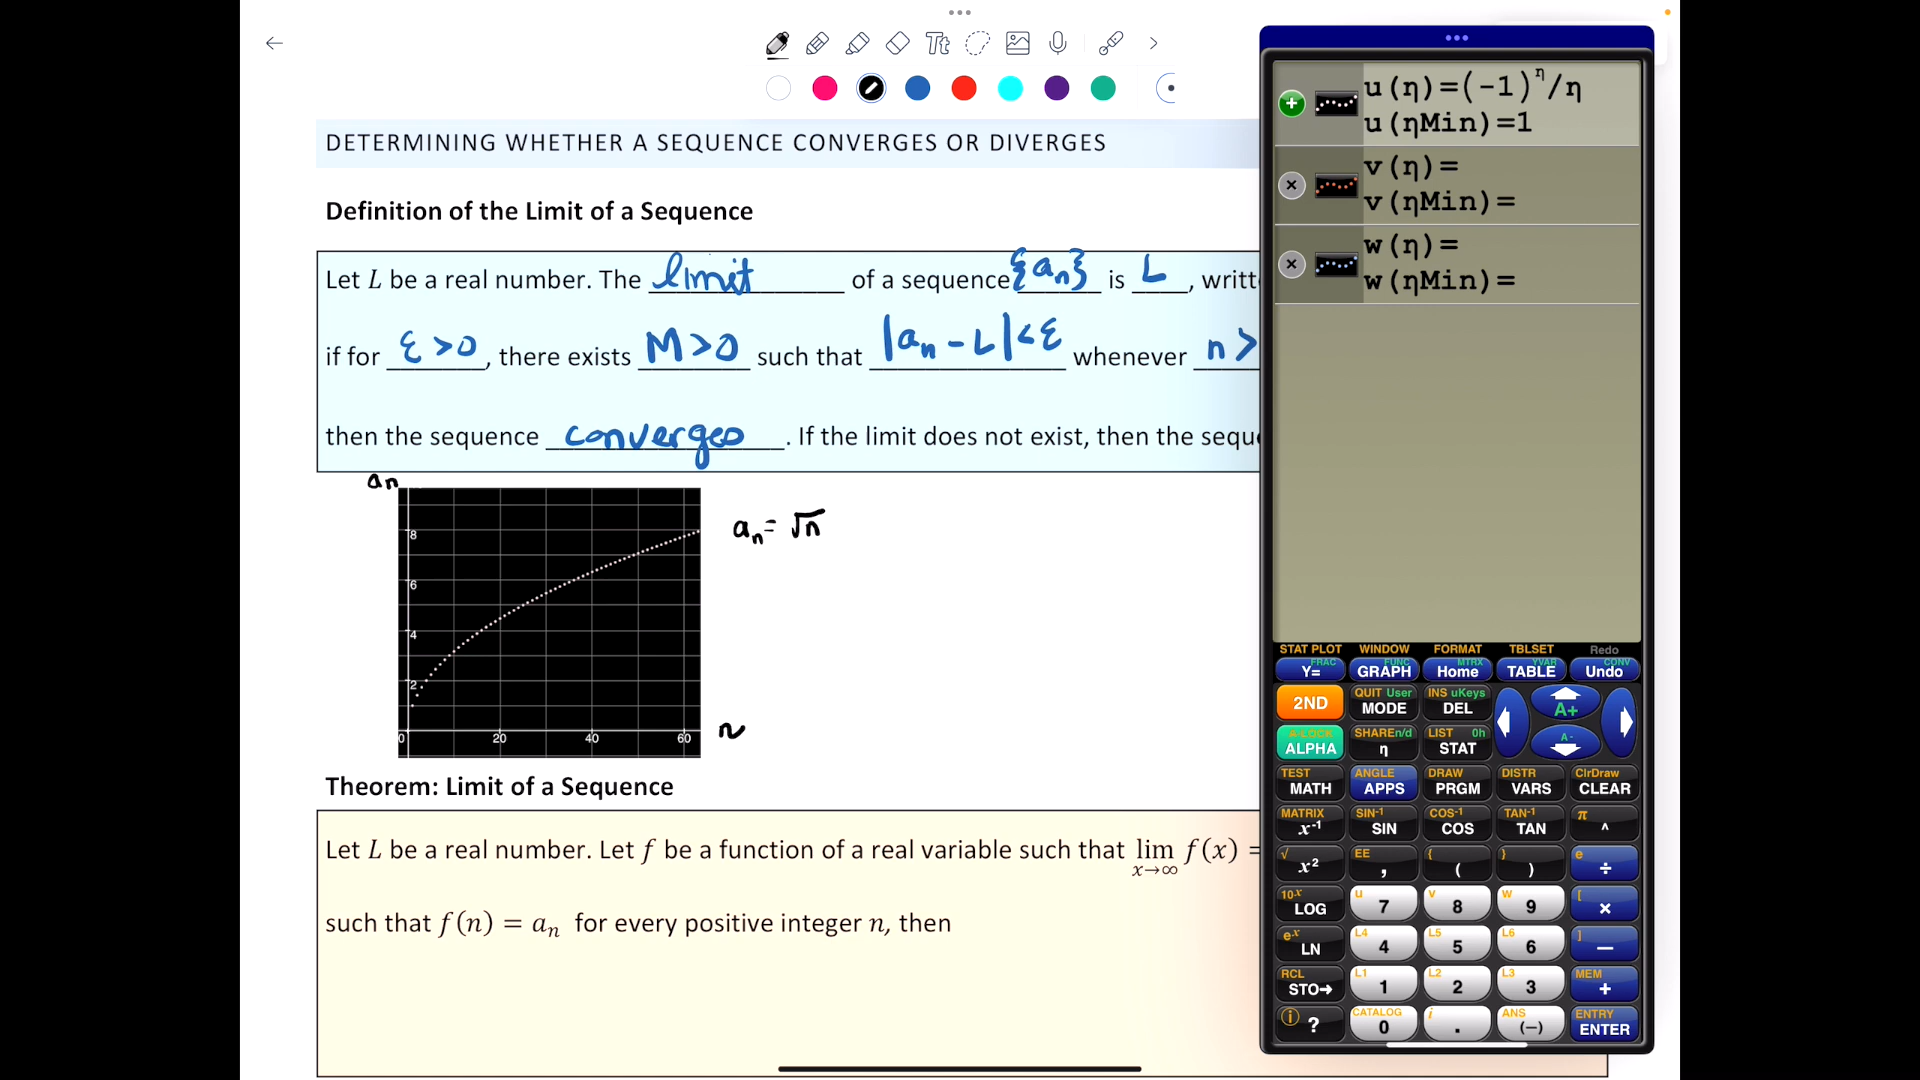 DETERMINING WHETHER A SEQUENCE CONVERGES OR DIVERGES
Definition of the Limit of a Sequence
Let L be a real number. The limit of a sequence {aₙ} is L, writt
if for ε>0, there exists M>0 such that |aₙ-L|<ε whenever n>
then the sequence converges. If the limit does not exist, then the sequ
aₙ
8
6
4
2
0 20 40 60
n
aₙ = √n
Theorem: Limit of a Sequence
Let L be a real number. Let f be a function of a real variable such that lim x→∞ f(x) =
such that f(n) = aₙ for every positive integer n, then
Tt
u(η)=(-1)^η/η
u(ηMin)=1
v(η)=
v(ηMin)=
w(η)=
w(ηMin)=
STAT PLOT WINDOW FORMAT TBLSET Redo
FRAC FUNC MTRX YVAR CONV
Y= GRAPH Home TABLE Undo
QUIT User INS uKeys
2ND MODE DEL A+
A-LOCK SHARE n/d LIST 0h A-
ALPHA η STAT
TEST ANGLE DRAW DISTR ClrDraw
MATH APPS PRGM VARS CLEAR
MATRIX SIN⁻¹ COS⁻¹ TAN⁻¹ π
x⁻¹ SIN COS TAN ^
√ EE { } e
x² , ( ) ÷
10ˣ u v w [
LOG 7 8 9 ×
eˣ L4 L5 L6 ]
LN 4 5 6 −
RCL L1 L2 L3 MEM
STO→ 1 2 3 +
i CATALOG i ANS ENTRY
? 0 . (−) ENTER